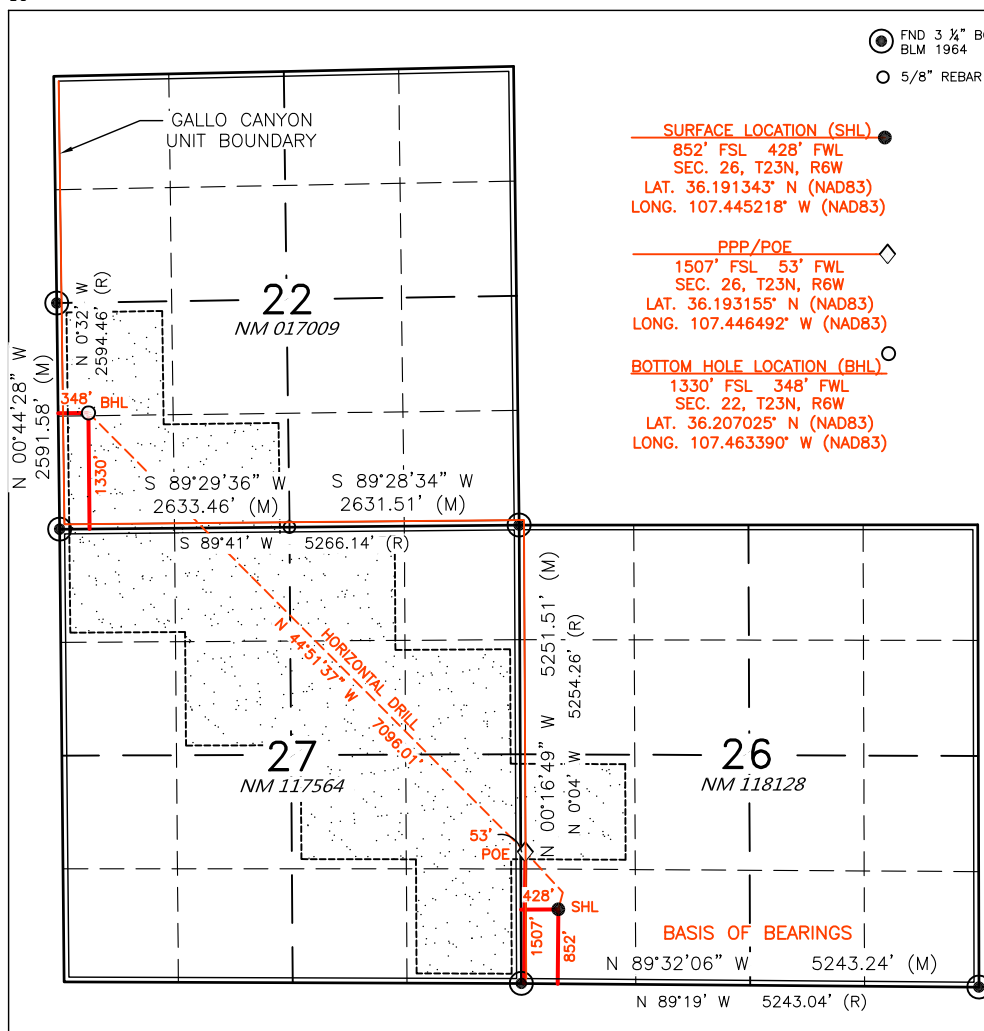 FND 3 ¼"
BLM 1964
5/8" REBAR
GALLO CANYON
UNIT BOUNDARY
SURFACE LOCATION (SHL)
852' FSL 428' FWL
SEC. 26, T23N, R6W
LAT. 36.191343° N (NAD83)
LONG. 107.445218° W (NAD83)
PPP/POE
1507' FSL 53' FWL
SEC. 26, T23N, R6W
LAT. 36.193155° N (NAD83)
LONG. 107.446492° W (NAD83)
BOTTOM HOLE LOCATION (BHL)
1330' FSL 348' FWL
SEC. 22, T23N, R6W
LAT. 36.207025° N (NAD83)
LONG. 107.463390° W (NAD83)
22
NM 017009
N 0°32' W
2594.46' (R)
N 00°44'28" W
2591.58' (M)
348' BHL
1330'
S 89°29'36" W
2633.46' (M)
S 89°28'34" W
2631.51' (M)
S 89°41' W 5266.14' (R)
HORIZONTAL DRILL
N 44°51'37" W 7096.01'
N 00°16'49" W 5251.51' (M)
N 0°04' W 5254.26' (R)
27
NM 117564
26
NM 118128
53'
POE
428'
SHL
1507'
852'
BASIS OF BEARINGS
N 89°32'06" W 5243.24' (M)
N 89°19' W 5243.04' (R)